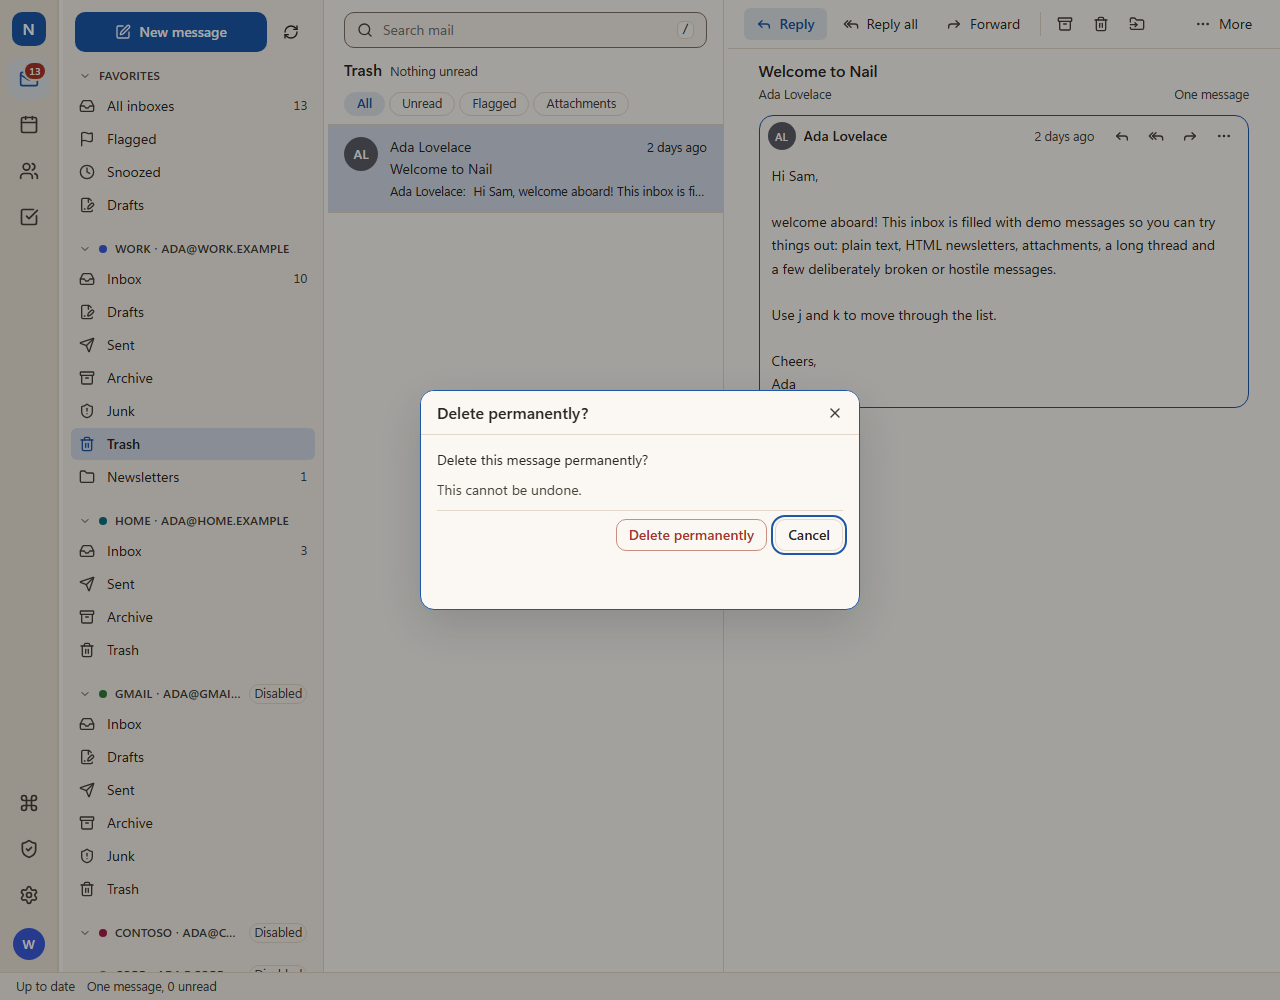 N
New message
13
FAVORITES
All inboxes 13
Flagged
Snoozed
Drafts
WORK · ADA@WORK.EXAMPLE
Inbox 10
Drafts
Sent
Archive
Junk
Trash
Newsletters 1
HOME · ADA@HOME.EXAMPLE
Inbox 3
Sent
Archive
Trash
GMAIL · ADA@GMAI... Disabled
Inbox
Drafts
Sent
Archive
Junk
Trash
CONTOSO · ADA@C... Disabled
W
Search mail /
Trash Nothing unread
All Unread Flagged Attachments
AL
Ada Lovelace 2 days ago
Welcome to Nail
Ada Lovelace: Hi Sam, welcome aboard! This inbox is fi...
Reply Reply all Forward More
Welcome to Nail
Ada Lovelace One message
AL Ada Lovelace 2 days ago
Hi Sam,
welcome aboard! This inbox is filled with demo messages so you can try
things out: plain text, HTML newsletters, attachments, a long thread and
a few deliberately broken or hostile messages.
Use j and k to move through the list.
Cheers,
Ada
Delete permanently?
Delete this message permanently?
This cannot be undone.
Delete permanently Cancel
Up to date One message, 0 unread